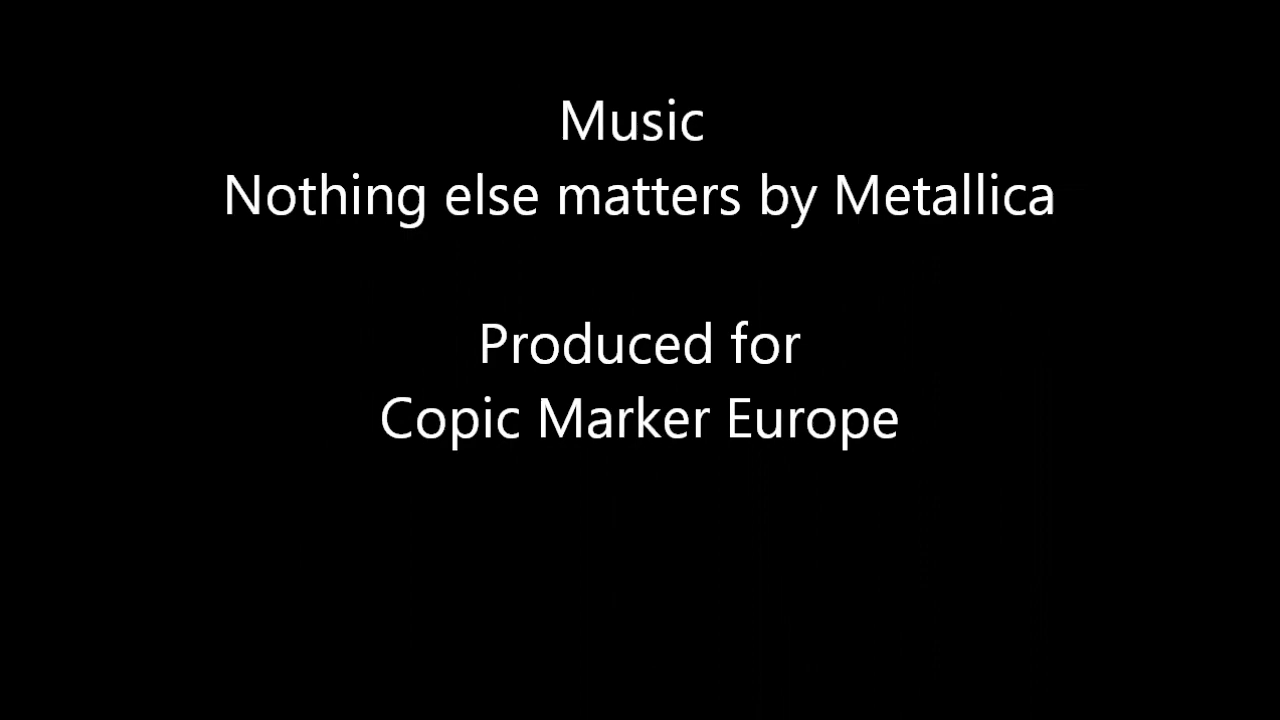 Music
Nothing else matters by Metallica
Produced for
Copic Marker Europe